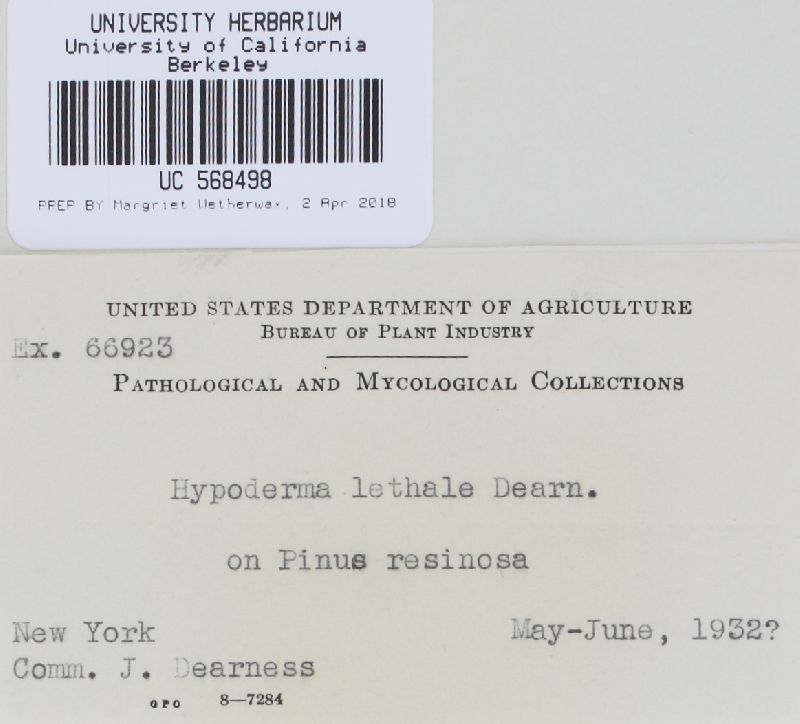 UNIVERSITY HERBARIUM
University of California
Berkeley
UC 568498
PREP BY Margriet Wetherwax, 2 Apr 2018
UNITED STATES DEPARTMENT OF AGRICULTURE
BUREAU OF PLANT INDUSTRY
Ex. 66923
PATHOLOGICAL AND MYCOLOGICAL COLLECTIONS
Hypoderma lethale Dearn.
on Pinus resinosa
New York May-June, 1932?
Comm. J. Dearness
GPO 8—7284